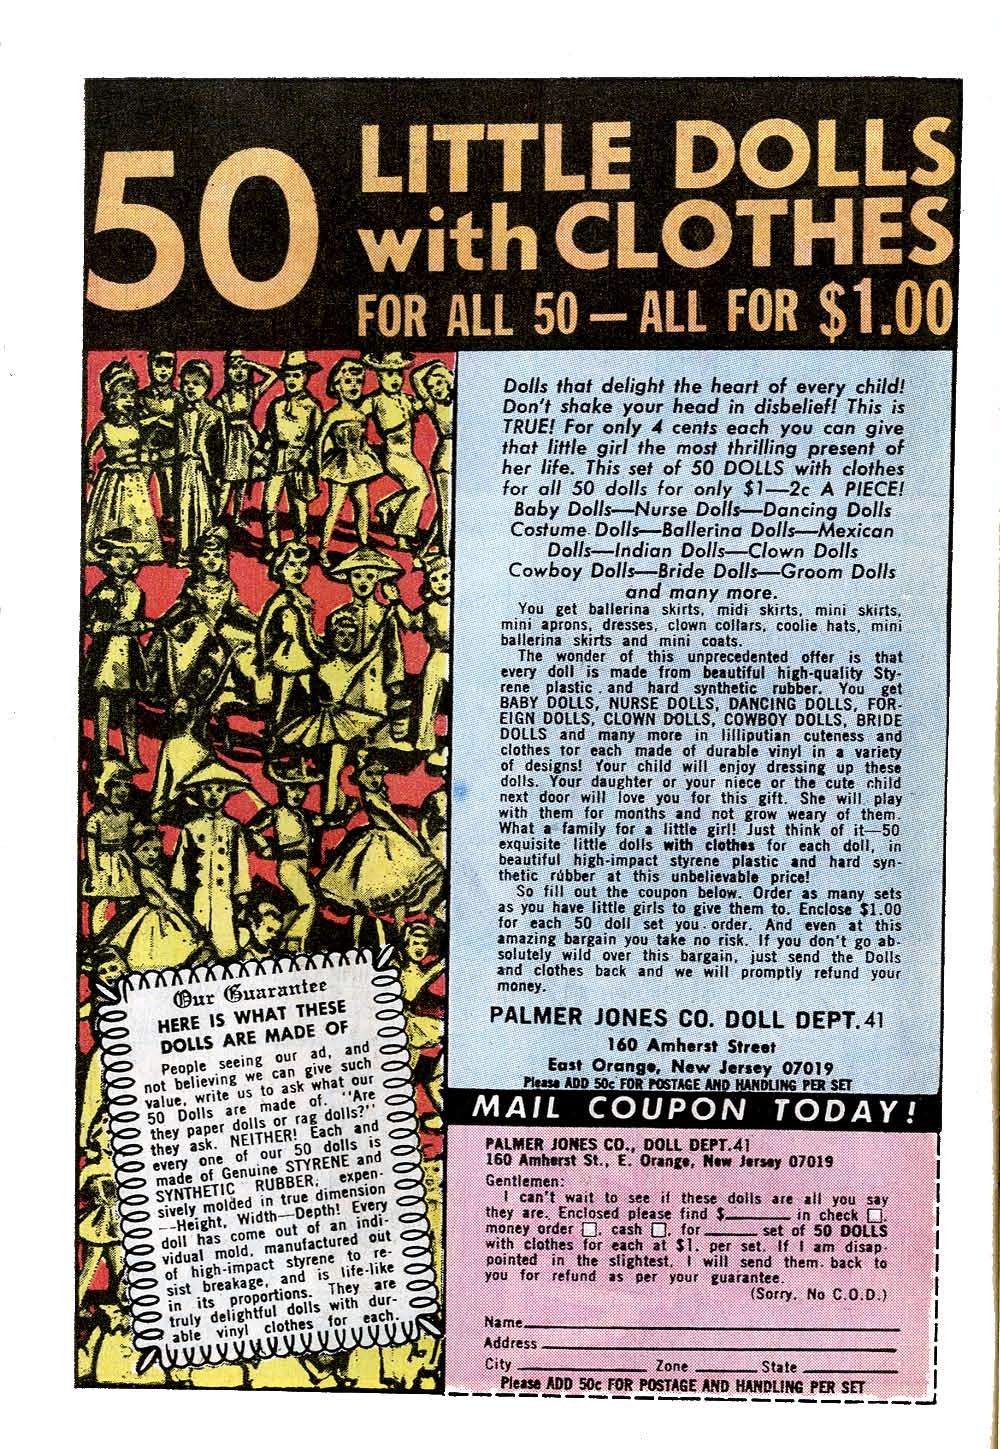 50
LITTLE DOLLS
with CLOTHES
FOR ALL 50 — ALL FOR $1.00
Dolls that delight the heart of every child!
Don't shake your head in disbelief! This is
TRUE! For only 4 cents each you can give
that little girl the most thrilling present of
her life. This set of 50 DOLLS with clothes
for all 50 dolls for only $1—2c A PIECE!
Baby Dolls—Nurse Dolls—Dancing Dolls
Costume Dolls—Ballerina Dolls—Mexican
Dolls—Indian Dolls—Clown Dolls
Cowboy Dolls—Bride Dolls—Groom Dolls
and many more.
You get ballerina skirts, midi skirts, mini skirts,
mini aprons, dresses, clown collars, coolie hats, mini
ballerina skirts and mini coats.
The wonder of this unprecedented offer is that
every doll is made from beautiful high-quality Sty-
rene plastic and hard synthetic rubber. You get
BABY DOLLS, NURSE DOLLS, DANCING DOLLS, FOR-
EIGN DOLLS, CLOWN DOLLS, COWBOY DOLLS, BRIDE
DOLLS and many more in lilliputian cuteness and
clothes for each made of durable vinyl in a variety
of designs! Your child will enjoy dressing up these
dolls. Your daughter or your niece or the cute child
next door will love you for this gift. She will play
with them for months and not grow weary of them.
What a family for a little girl! Just think of it—50
exquisite little dolls with clothes for each doll, in
beautiful high-impact styrene plastic and hard syn-
thetic rubber at this unbelievable price!
So fill out the coupon below. Order as many sets
as you have little girls to give them to. Enclose $1.00
for each 50 doll set you order. And even at this
amazing bargain you take no risk. If you don't go ab-
solutely wild over this bargain, just send the Dolls
and clothes back and we will promptly refund your
money.
PALMER JONES CO. DOLL DEPT. 41
160 Amherst Street
East Orange, New Jersey 07019
Please ADD 50c FOR POSTAGE AND HANDLING PER SET
Our Guarantee
HERE IS WHAT THESE
DOLLS ARE MADE OF
People seeing our ad, and
not believing we can give such
value, write us to ask what our
50 Dolls are made of. "Are
they paper dolls or rag dolls?"
they ask. NEITHER! Each and
every one of our 50 dolls is
made of Genuine STYRENE and
SYNTHETIC RUBBER, expen-
sively molded in true dimension
--Height, Width—Depth! Every
doll has come out of an indi-
vidual mold, manufactured out
of high-impact styrene to re-
sist breakage, and is life-like
in its proportions. They are
truly delightful dolls with dur-
able vinyl clothes for each.
MAIL COUPON TODAY!
PALMER JONES CO., DOLL DEPT. 41
160 Amherst St., E. Orange, New Jersey 07019
Gentlemen:
I can't wait to see if these dolls are all you say
they are. Enclosed please find $ in check
money order , cash , for set of 50 DOLLS
with clothes for each at $1. per set. If I am disap-
pointed in the slightest, I will send them back to
you for refund as per your guarantee.
(Sorry, No C.O.D.)
Name
Address
City Zone State
Please ADD 50c FOR POSTAGE AND HANDLING PER SET